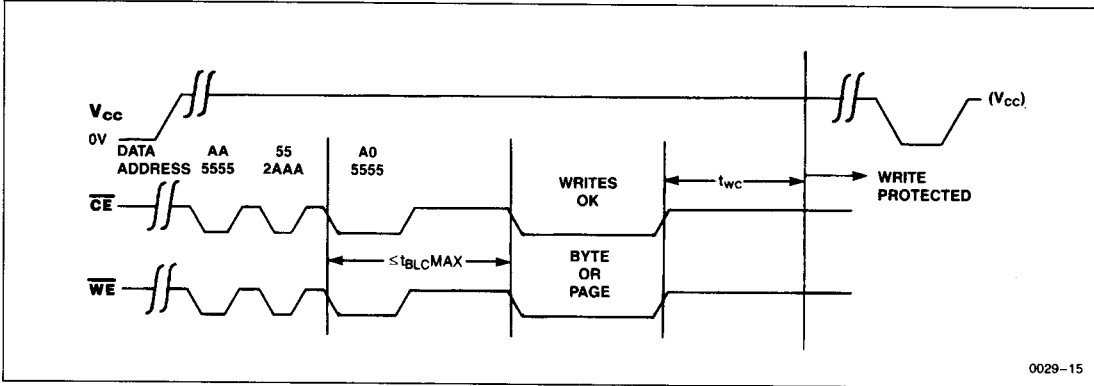 VCC
(VCC)
0V
DATA AA 55 A0
ADDRESS 5555 2AAA 5555
WRITES
OK
tWC
WRITE
PROTECTED
CE
≤tBLCMAX
BYTE
OR
PAGE
WE
0029–15